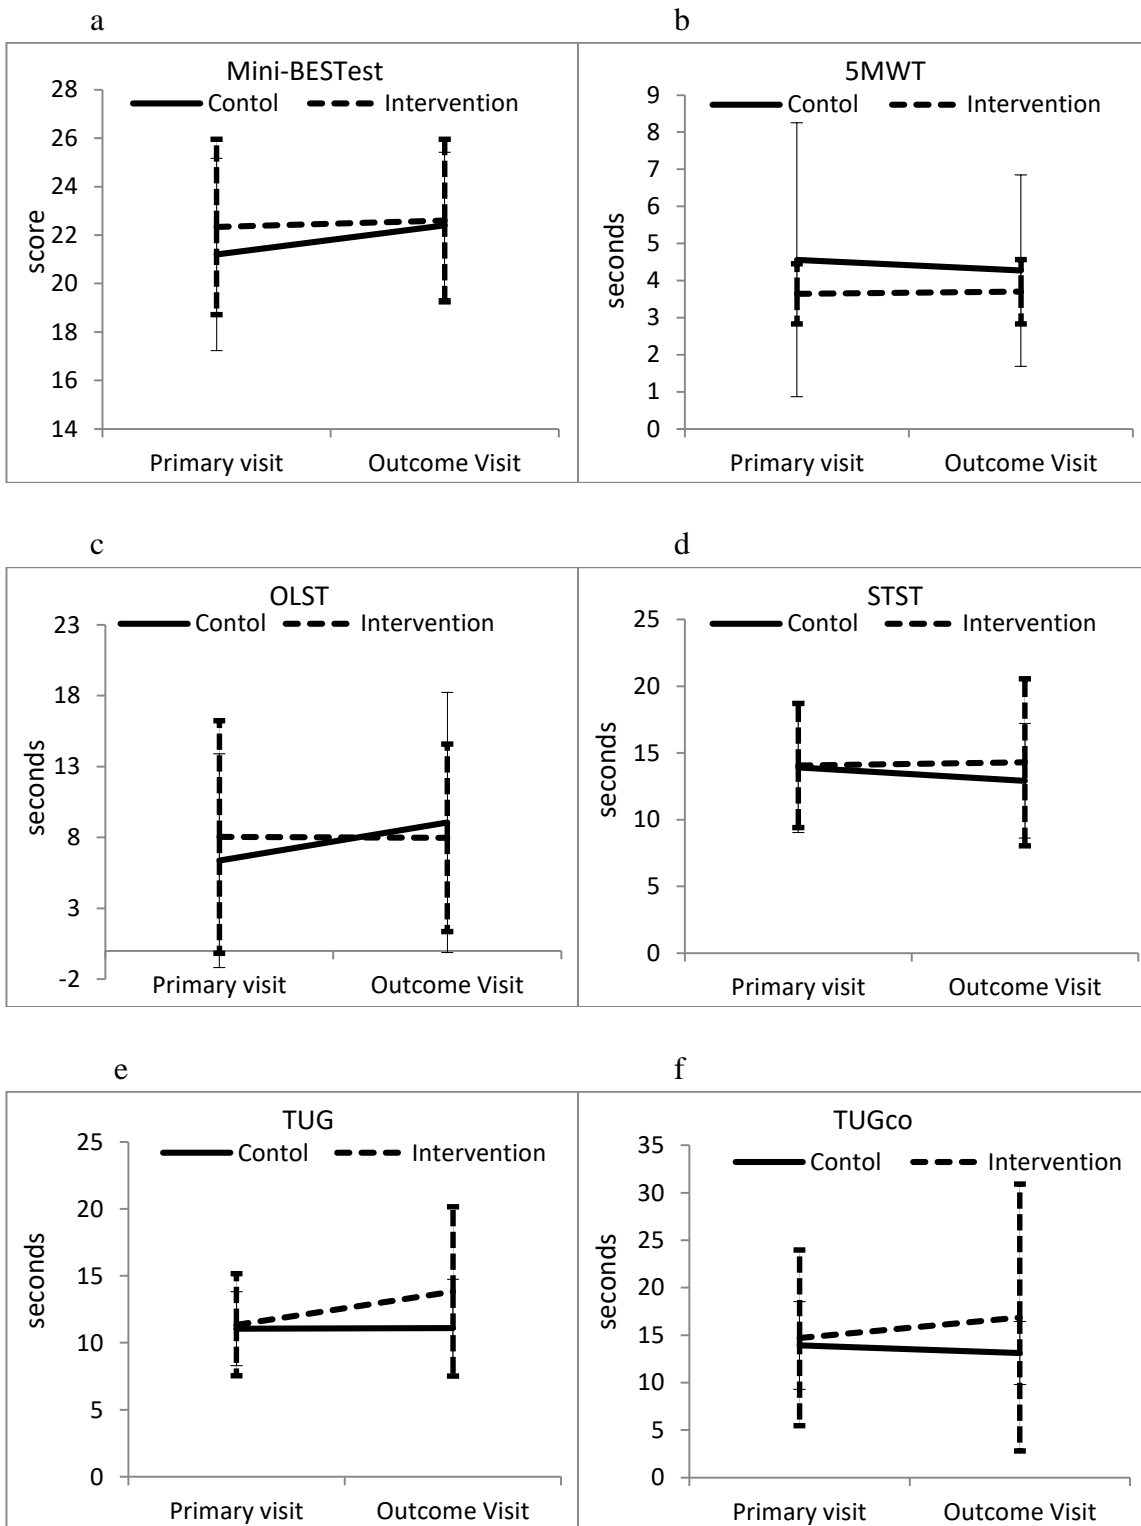 a
Mini-BESTest
Contol Intervention
28
26
24
22
20
18
16
14
score
Primary visit Outcome Visit
b
5MWT
Contol Intervention
9
8
7
6
5
4
3
2
1
0
seconds
Primary visit Outcome Visit
c
OLST
Contol Intervention
23
18
13
8
3
-2
seconds
Primary visit Outcome Visit
d
STST
Contol Intervention
25
20
15
10
5
0
seconds
Primary visit Outcome Visit
e
TUG
Contol Intervention
25
20
15
10
5
0
seconds
Primary visit Outcome Visit
f
TUGco
Contol Intervention
35
30
25
20
15
10
5
0
seconds
Primary visit Outcome Visit